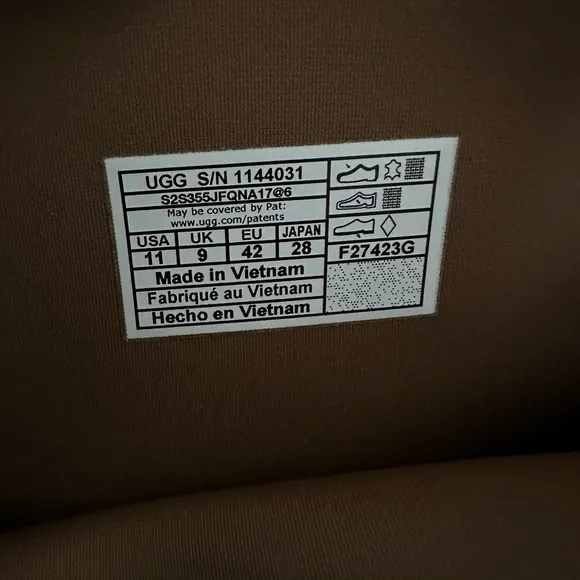 UGG S/N 1144031
S2S355JFQNA17@6
May be covered by Pat:
www.ugg.com/patents
USA UK EU JAPAN
11 9 42 28
F27423G
Made in Vietnam
Fabriqué au Vietnam
Hecho en Vietnam